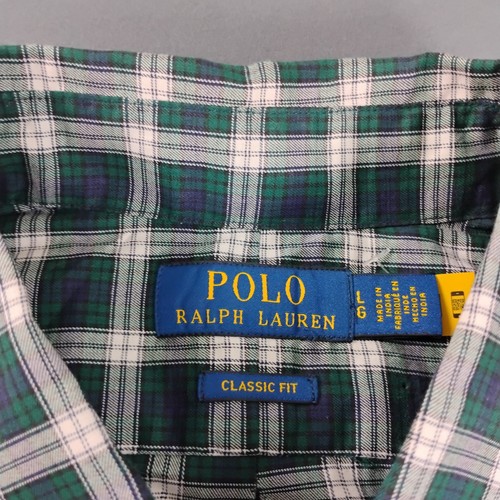 POLO
RALPH LAUREN
L
G
MADE IN
INDIA
FABRIQUÉ EN
INDE
HECHO EN
INDIA
CLASSIC FIT